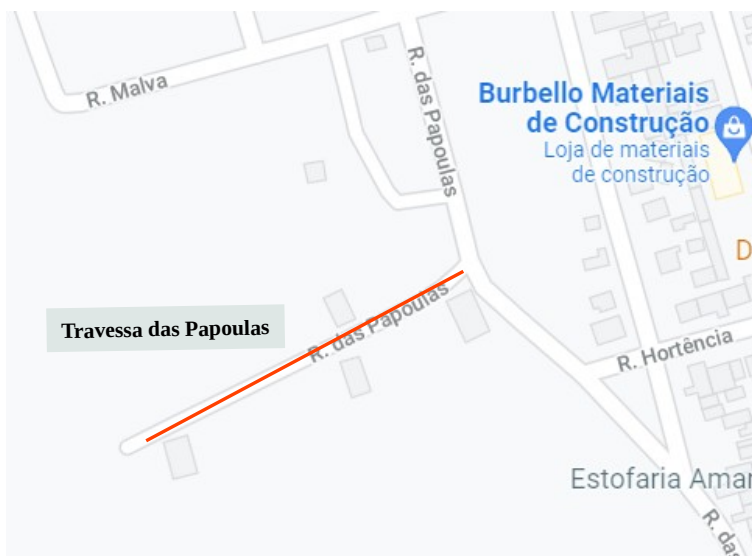 R. Malva
R. das Papoulas
Burbello Materiais
de Construção
Loja de materiais
de construção
D
Travessa das Papoulas
R. das Papoulas
R. Hortência
Estofaria Amar
R. das